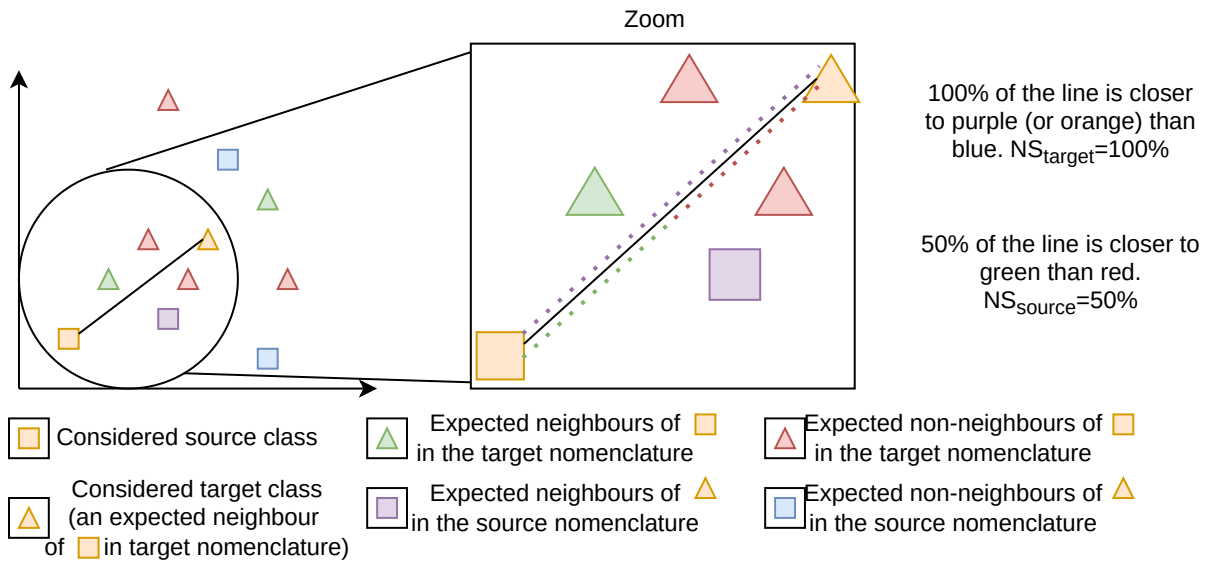 Zoom
100% of the line is closer
to purple (or orange) than
blue. NS_target=100%
50% of the line is closer to
green than red.
NS_source=50%
Considered source class
Expected neighbours of
in the target nomenclature
Expected non-neighbours of
in the target nomenclature
Considered target class
(an expected neighbour
of in target nomenclature)
Expected neighbours of
in the source nomenclature
Expected non-neighbours of
in the source nomenclature